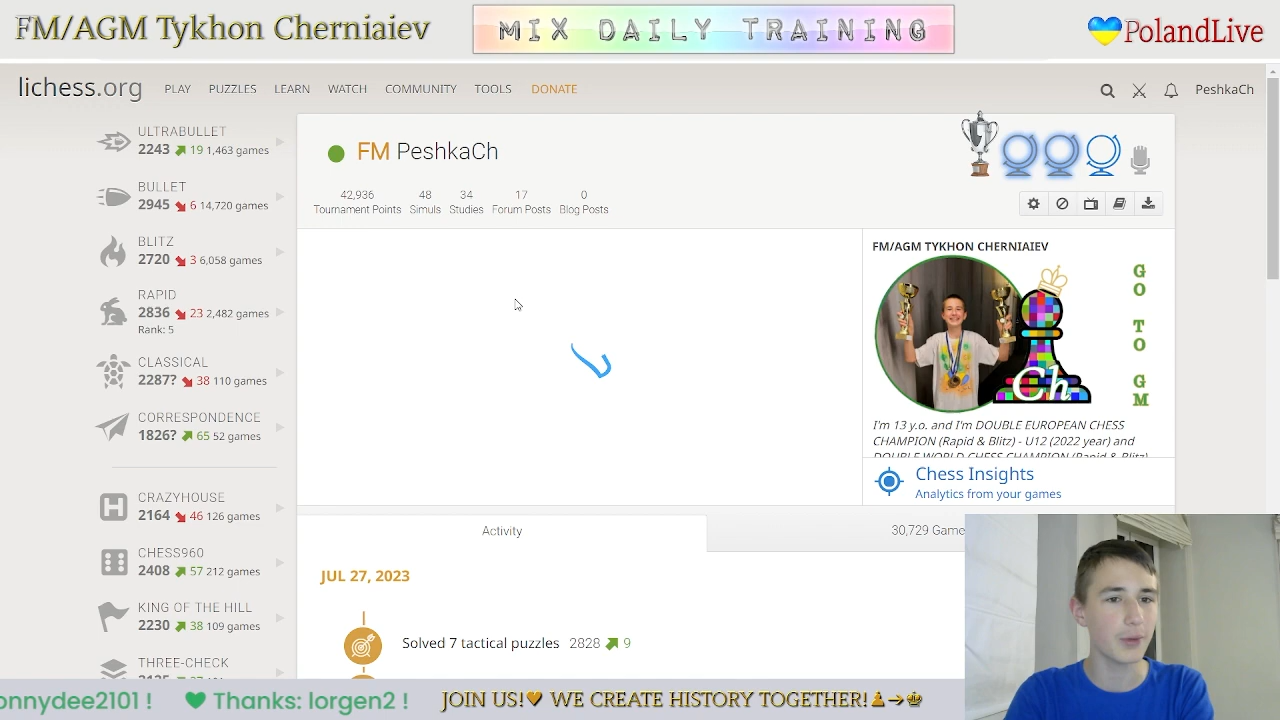 FM/AGM Tykhon Cherniaiev
MIX DAILY TRAINING
PolandLive
lichess.org
PLAY PUZZLES LEARN WATCH COMMUNITY TOOLS DONATE
PeshkaCh
ULTRABULLET
2243 19 1,463 games
BULLET
2945 6 14,720 games
BLITZ
2720 3 6,058 games
RAPID
2836 23 2,482 games
Rank: 5
CLASSICAL
2287? 38 110 games
CORRESPONDENCE
1826? 65 52 games
CRAZYHOUSE
2164 46 126 games
CHESS960
2408 57 212 games
KING OF THE HILL
2230 38 109 games
THREE-CHECK
FM PeshkaCh
42,936 48 34 17 0
Tournament Points Simuls Studies Forum Posts Blog Posts
FM/AGM TYKHON CHERNIAIEV
Ch
GO
TO
GM
I'm 13 y.o. and I'm DOUBLE EUROPEAN CHESS
CHAMPION (Rapid & Blitz) - U12 (2022 year) and
DOUBLE WORLD CHESS CHAMPION (Rapid & Blitz)
Chess Insights
Analytics from your games
Activity
30,729 Game
JUL 27, 2023
Solved 7 tactical puzzles 2828 9
onnydee2101 ! Thanks: lorgen2 !
JOIN US! WE CREATE HISTORY TOGETHER!